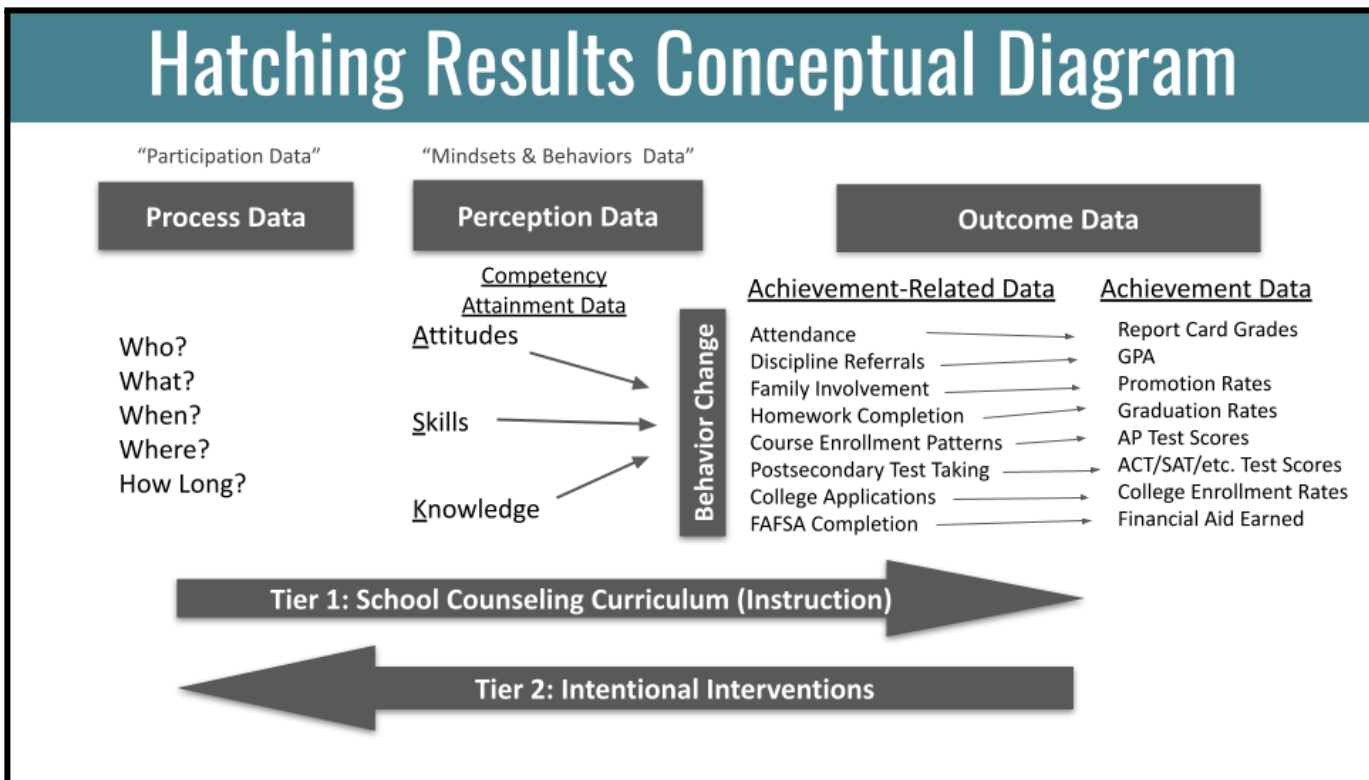 Hatching Results Conceptual Diagram
“Participation Data”
Process Data
Who?
What?
When?
Where?
How Long?
“Mindsets & Behaviors  Data”
Perception Data
Competency
Attainment Data
Attitudes
Skills
Knowledge
Behavior Change
Outcome Data
Achievement-Related Data
Attendance
Discipline Referrals
Family Involvement
Homework Completion
Course Enrollment Patterns
Postsecondary Test Taking
College Applications
FAFSA Completion
Achievement Data
Report Card Grades
GPA
Promotion Rates
Graduation Rates
AP Test Scores
ACT/SAT/etc. Test Scores
College Enrollment Rates
Financial Aid Earned
Tier 1: School Counseling Curriculum (Instruction)
Tier 2: Intentional Interventions